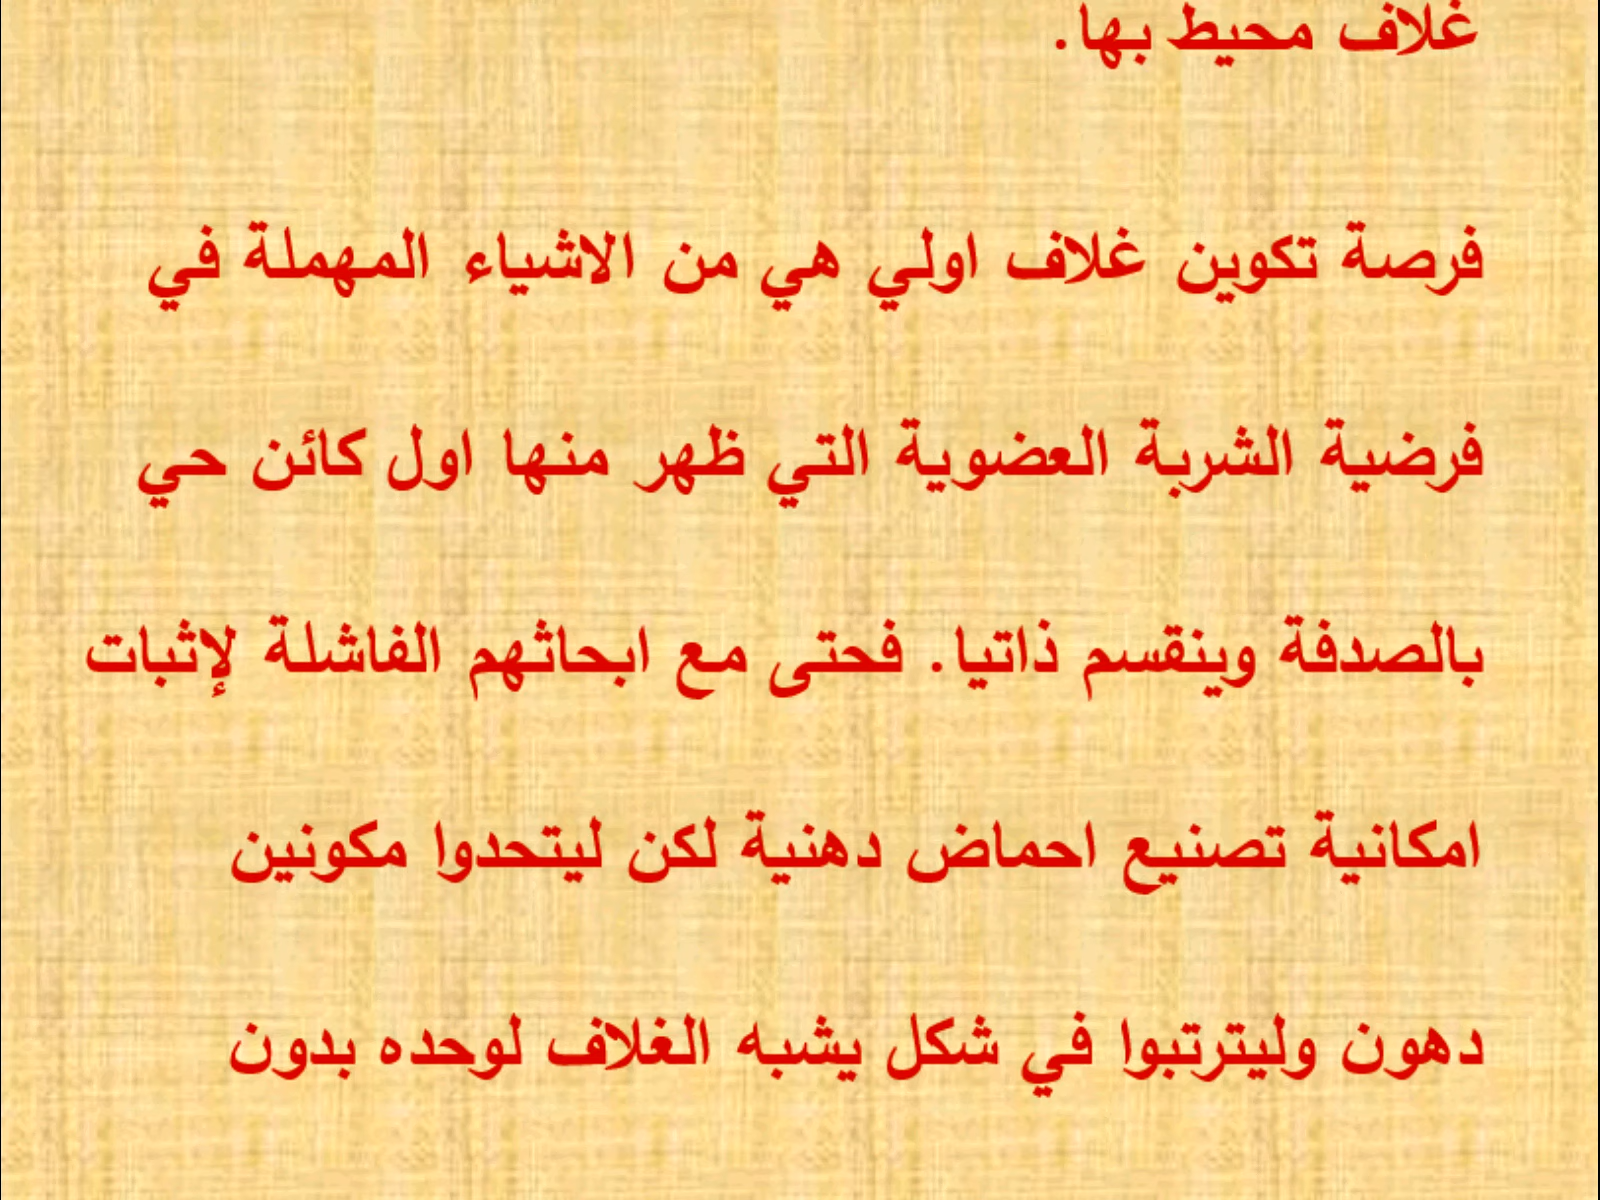 غلاف محيط بها.
فرصة تكوين غلاف اولي هي من الاشياء المهملة في
فرضية الشربة العضوية التي ظهر منها اول كائن حي
بالصدفة وينقسم ذاتيا. فحتى مع ابحاثهم الفاشلة لإثبات
امكانية تصنيع احماض دهنية لكن ليتحدوا مكونين
دهون وليترتبوا في شكل يشبه الغلاف لوحده بدون